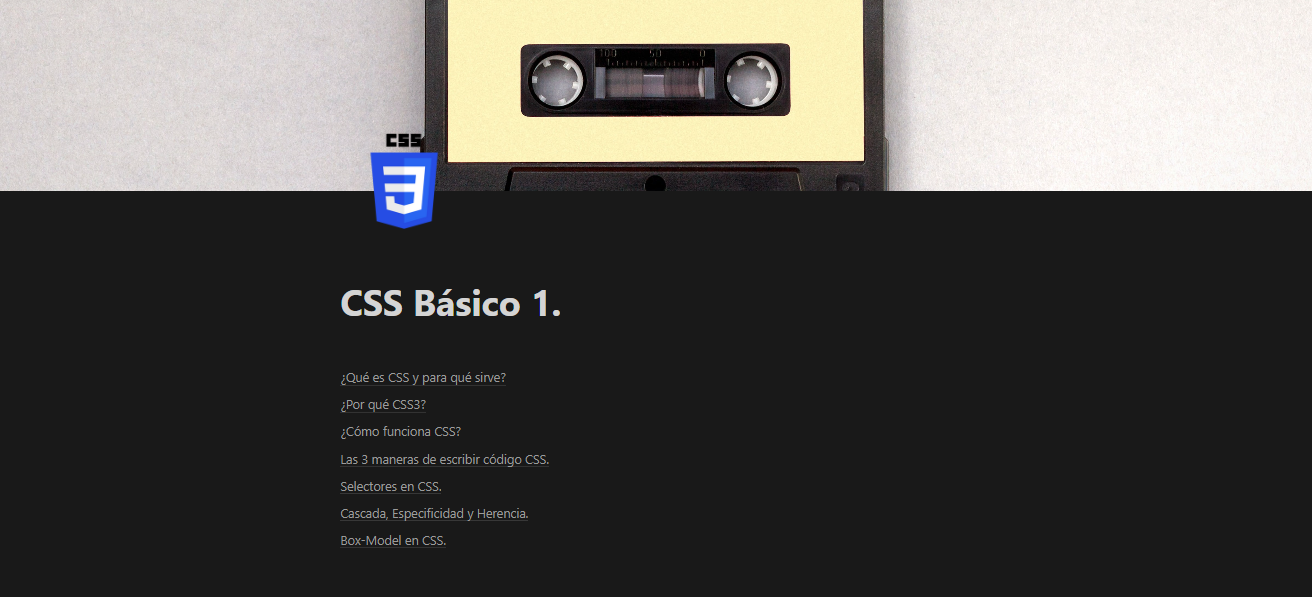 100 50 0
CSS
CSS Básico 1.
¿Qué es CSS y para qué sirve?
¿Por qué CSS3?
¿Cómo funciona CSS?
Las 3 maneras de escribir código CSS.
Selectores en CSS.
Cascada, Especificidad y Herencia.
Box-Model en CSS.